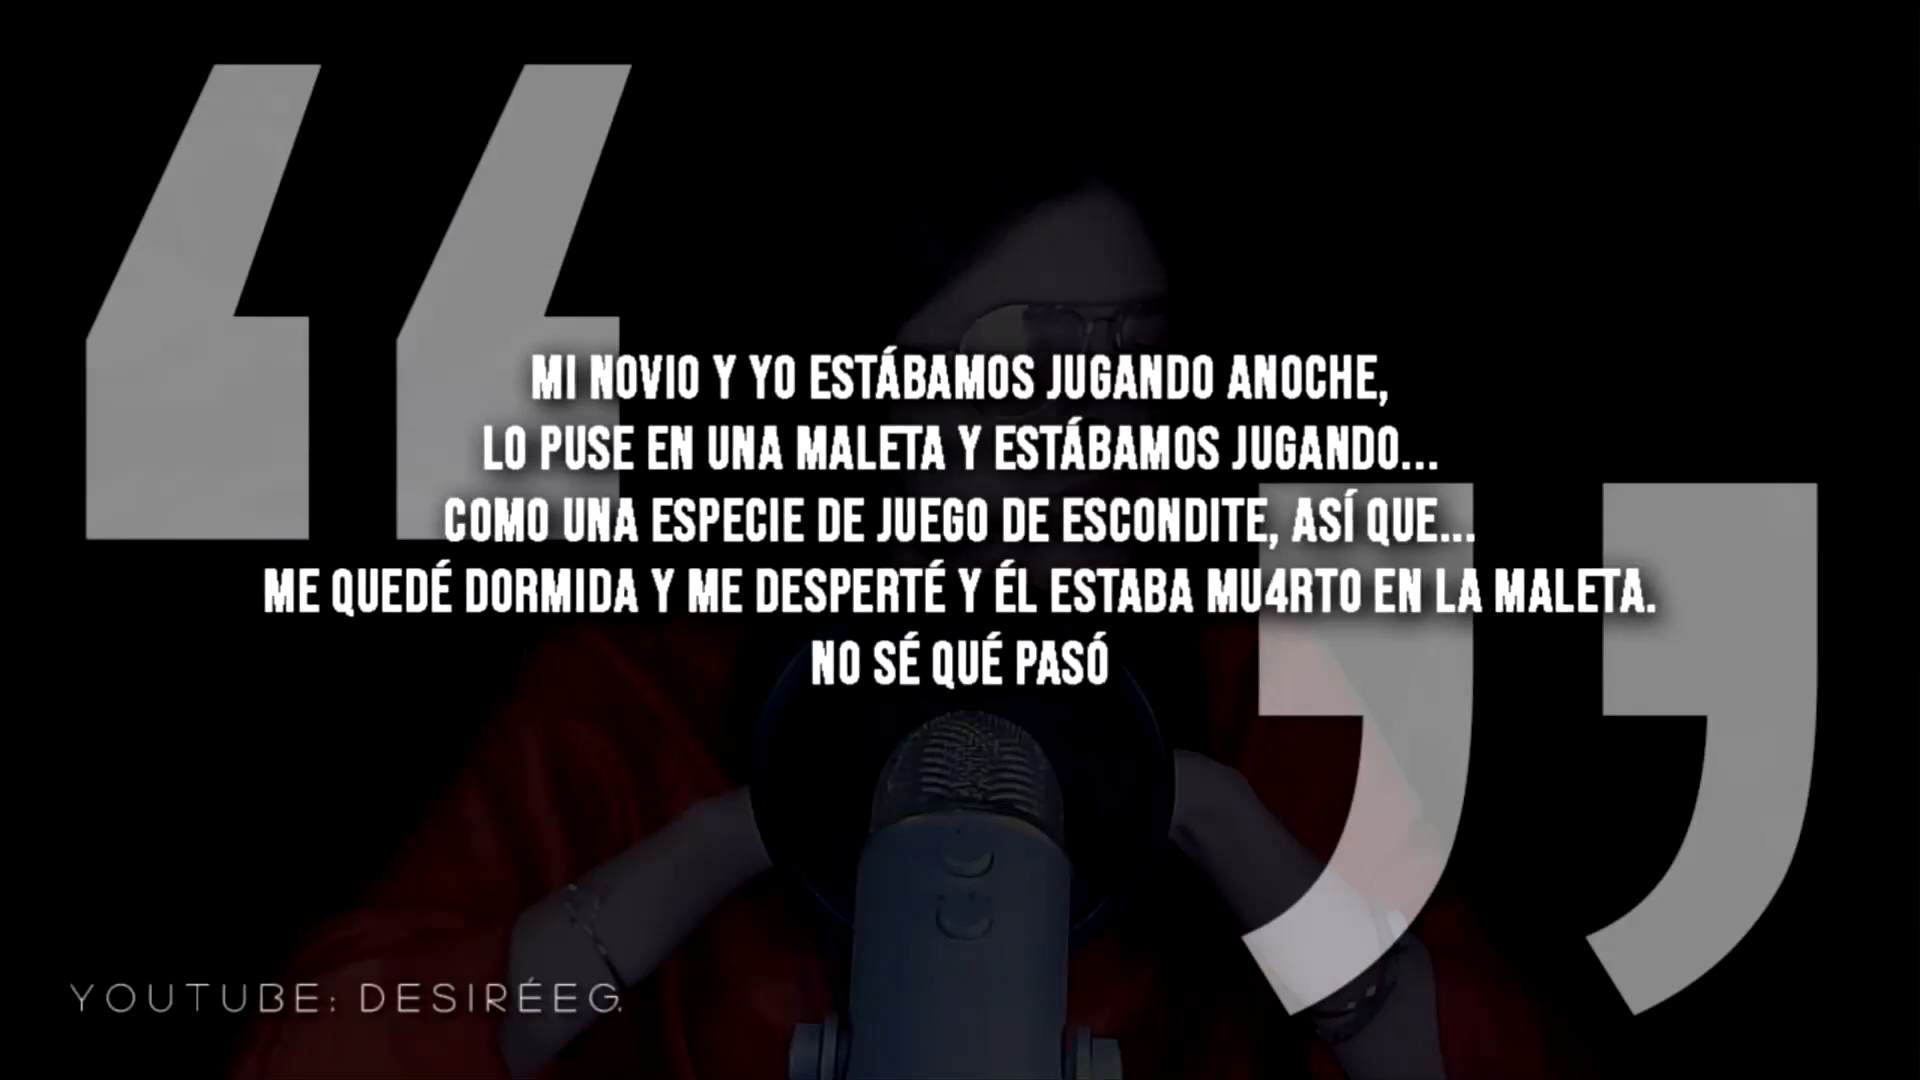 MI NOVIO Y YO ESTÁBAMOS JUGANDO ANOCHE,
LO PUSE EN UNA MALETA Y ESTÁBAMOS JUGANDO...
COMO UNA ESPECIE DE JUEGO DE ESCONDITE, ASÍ QUE...
ME QUEDÉ DORMIDA Y ME DESPERTÉ Y ÉL ESTABA MU4RTO EN LA MALETA.
NO SÉ QUÉ PASÓ
YOUTUBE: DESIRÉEG.